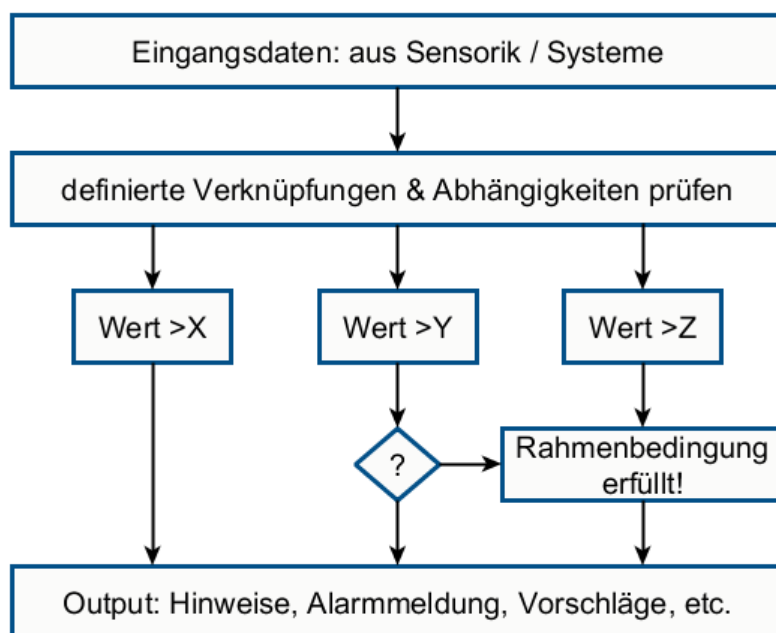 Eingangsdaten: aus Sensorik / Systeme
definierte Verknüpfungen & Abhängigkeiten prüfen
Wert >X
Wert >Y
Wert >Z
?
Rahmenbedingung
erfüllt!
Output: Hinweise, Alarmmeldung, Vorschläge, etc.